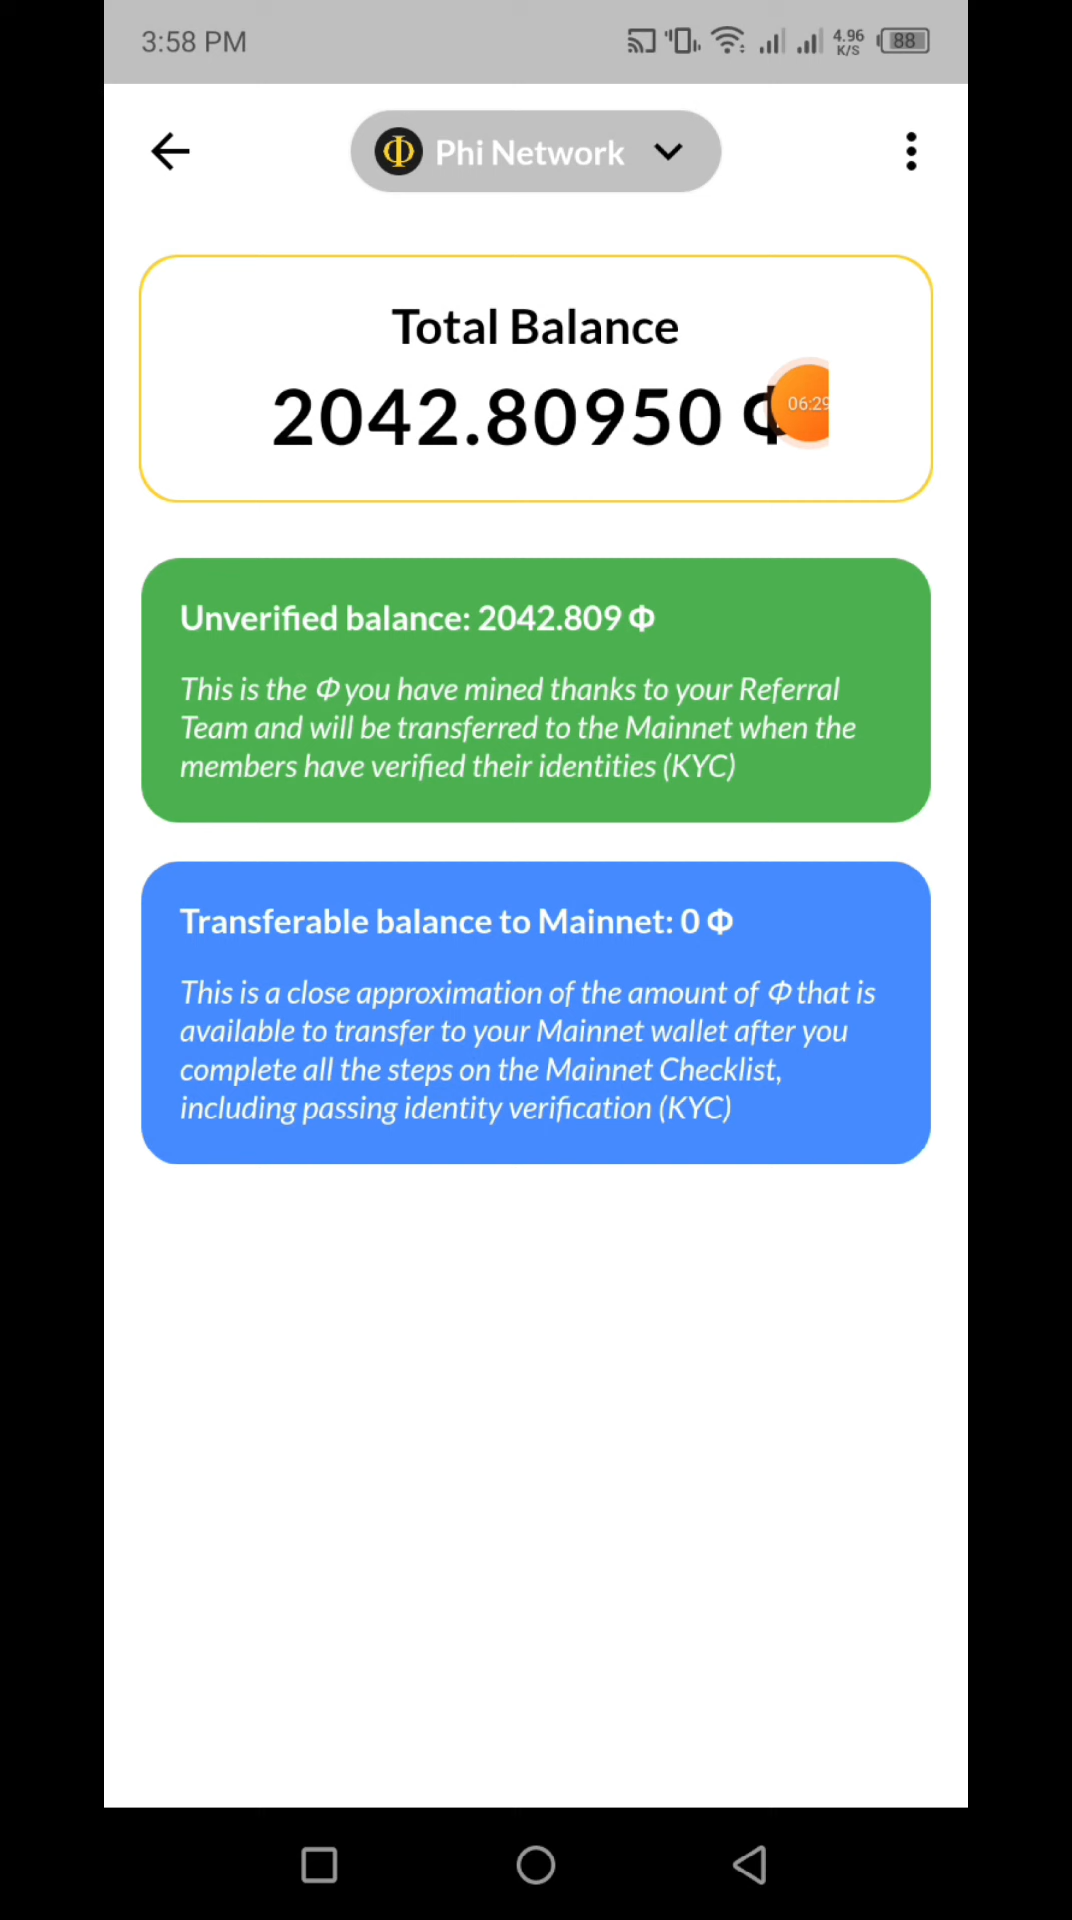 3:58 PM
4.96
K/S
88
Phi Network
Total Balance
2042.80950 Φ
06:29
Unverified balance: 2042.809 Φ
This is the Φ you have mined thanks to your Referral
Team and will be transferred to the Mainnet when the
members have verified their identities (KYC)
Transferable balance to Mainnet: 0 Φ
This is a close approximation of the amount of Φ that is
available to transfer to your Mainnet wallet after you
complete all the steps on the Mainnet Checklist,
including passing identity verification (KYC)